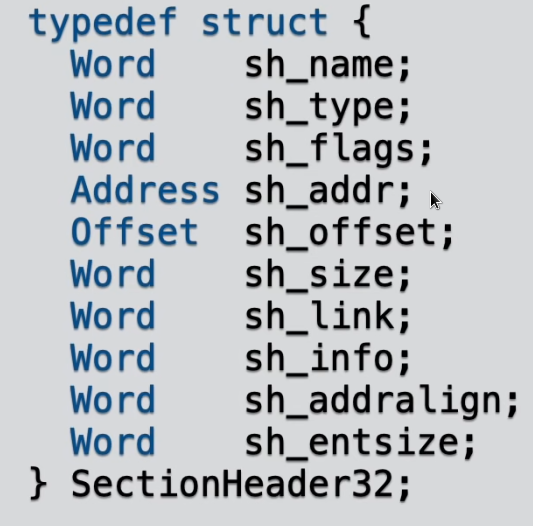 typedef struct {
  Word    sh_name;
  Word    sh_type;
  Word    sh_flags;
  Address sh_addr;
  Offset  sh_offset;
  Word    sh_size;
  Word    sh_link;
  Word    sh_info;
  Word    sh_addralign;
  Word    sh_entsize;
} SectionHeader32;